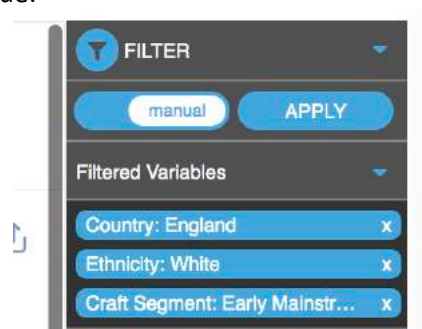 FILTER
manual APPLY
Filtered Variables
Country: England x
Ethnicity: White x
Craft Segment: Early Mainstr... x